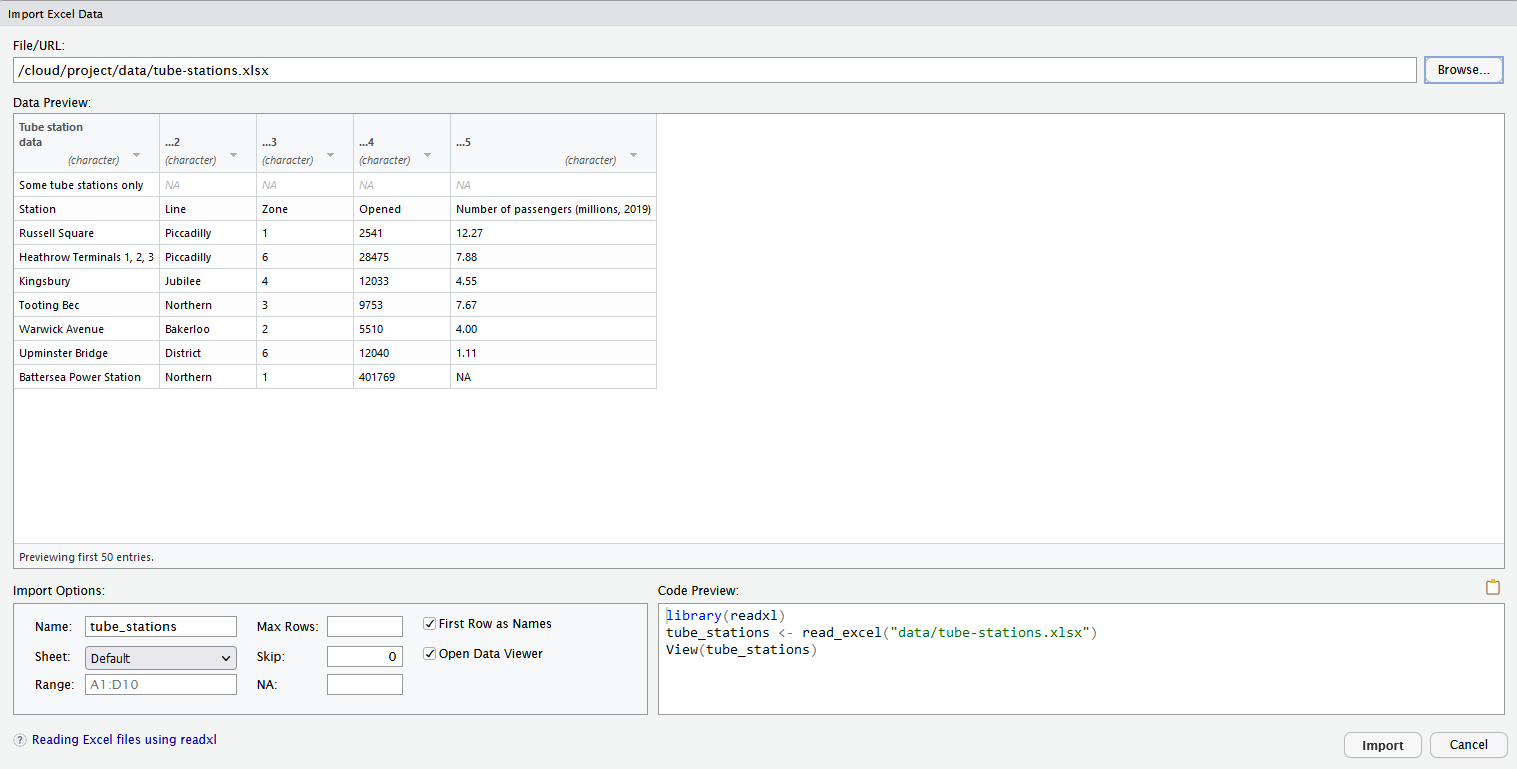 Import Excel Data
File/URL:
/cloud/project/data/tube-stations.xlsx
Browse...
Data Preview:
Tube station
data
(character)
...2
(character)
...3
(character)
...4
(character)
...5
(character)
Some tube stations only NA NA NA NA
Station Line Zone Opened Number of passengers (millions, 2019)
Russell Square Piccadilly 1 2541 12.27
Heathrow Terminals 1, 2, 3 Piccadilly 6 28475 7.88
Kingsbury Jubilee 4 12033 4.55
Tooting Bec Northern 3 9753 7.67
Warwick Avenue Bakerloo 2 5510 4.00
Upminster Bridge District 6 12040 1.11
Battersea Power Station Northern 1 401769 NA
Previewing first 50 entries.
Import Options:
Name: tube_stations Max Rows: First Row as Names
Sheet: Default Skip: 0 Open Data Viewer
Range: A1:D10 NA:
Code Preview:
library(readxl)
tube_stations <- read_excel("data/tube-stations.xlsx")
View(tube_stations)
? Reading Excel files using readxl
Import Cancel